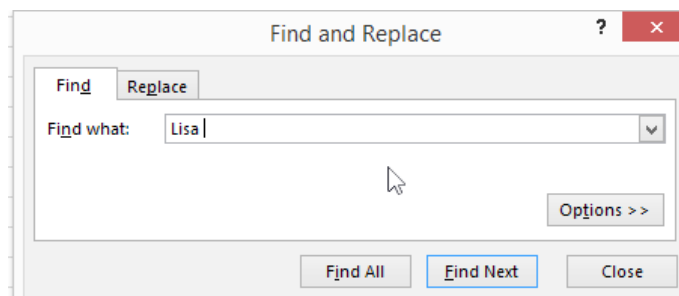 Find and Replace ?
Find Replace
Find what: Lisa
Options >>
Find All Find Next Close